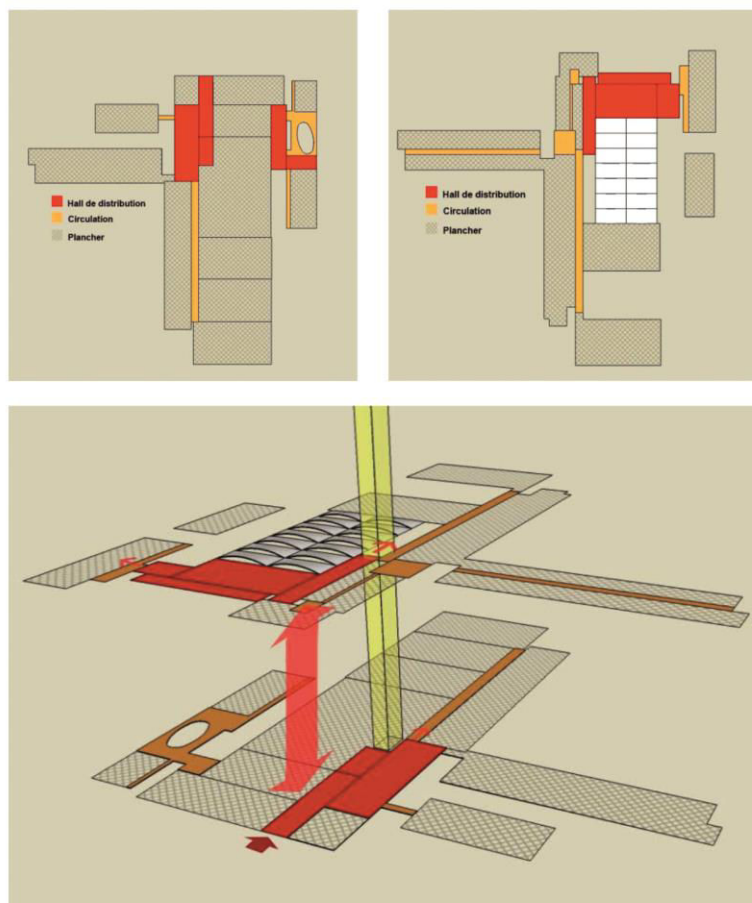 Hall de distribution
Circulation
Plancher
Hall de distribution
Circulation
Plancher